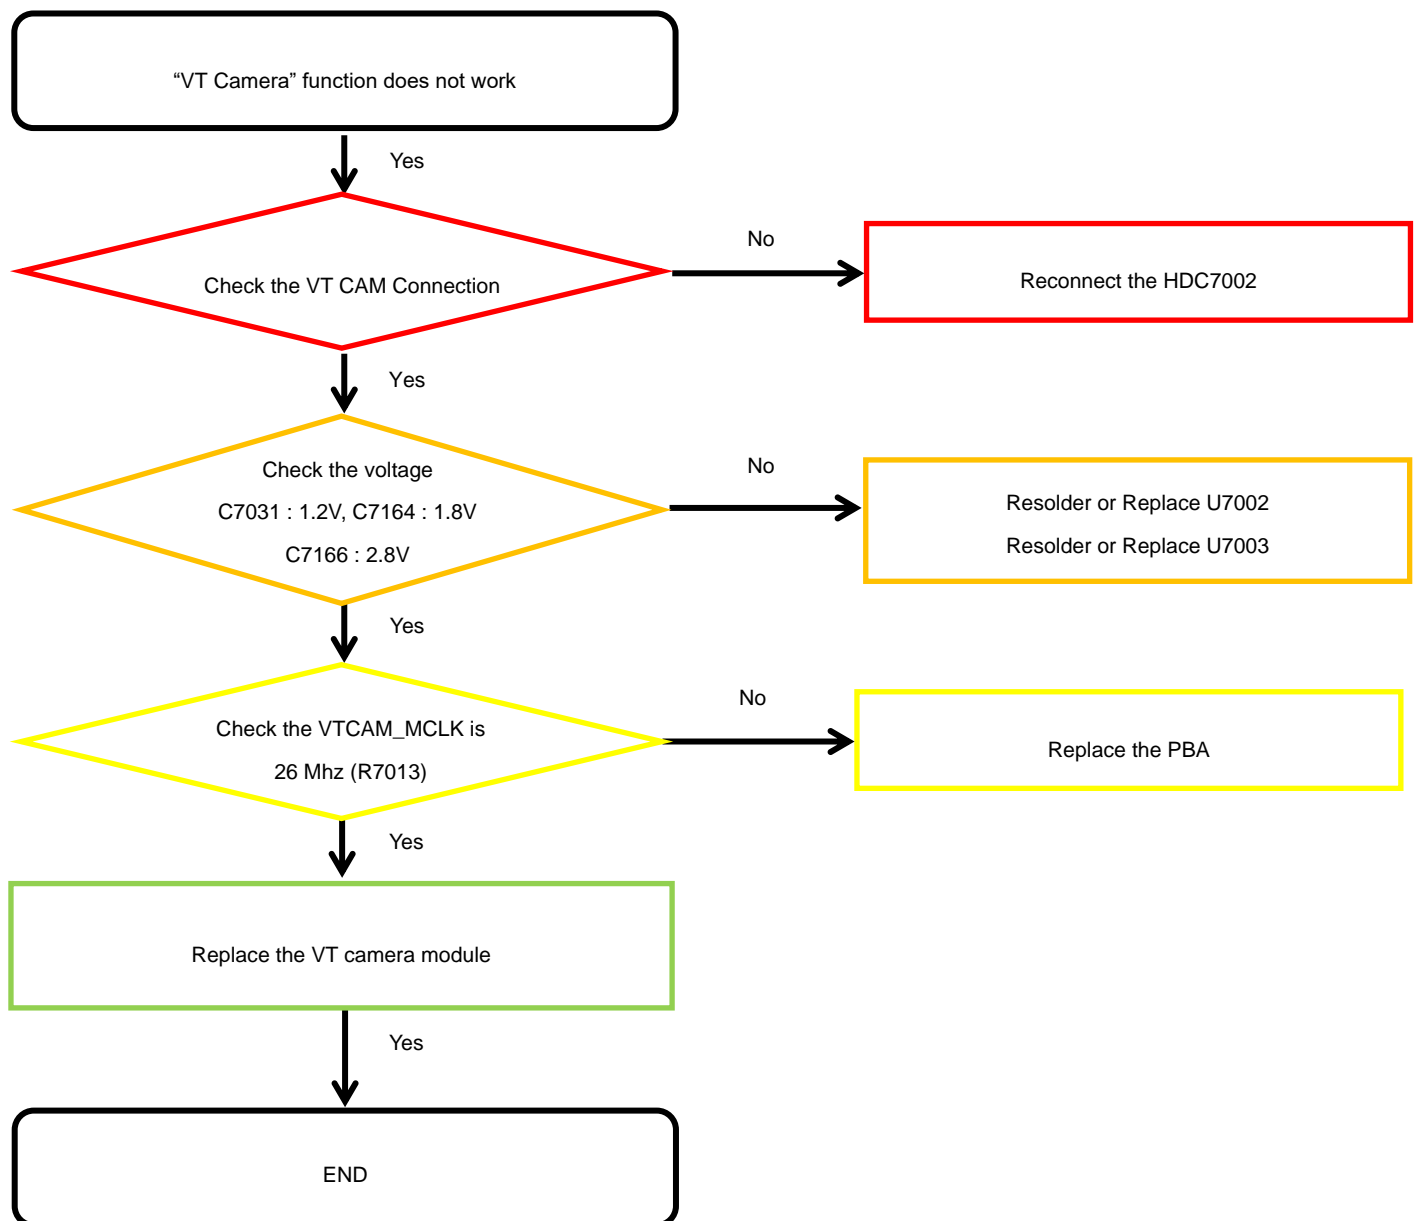 “VT Camera” function does not work
Yes
Check the VT CAM Connection
No
Reconnect the HDC7002
Yes
Check the voltage
C7031 : 1.2V, C7164 : 1.8V
C7166 : 2.8V
No
Resolder or Replace U7002
Resolder or Replace U7003
Yes
Check the VTCAM_MCLK is
26 Mhz (R7013)
No
Replace the PBA
Yes
Replace the VT camera module
Yes
END